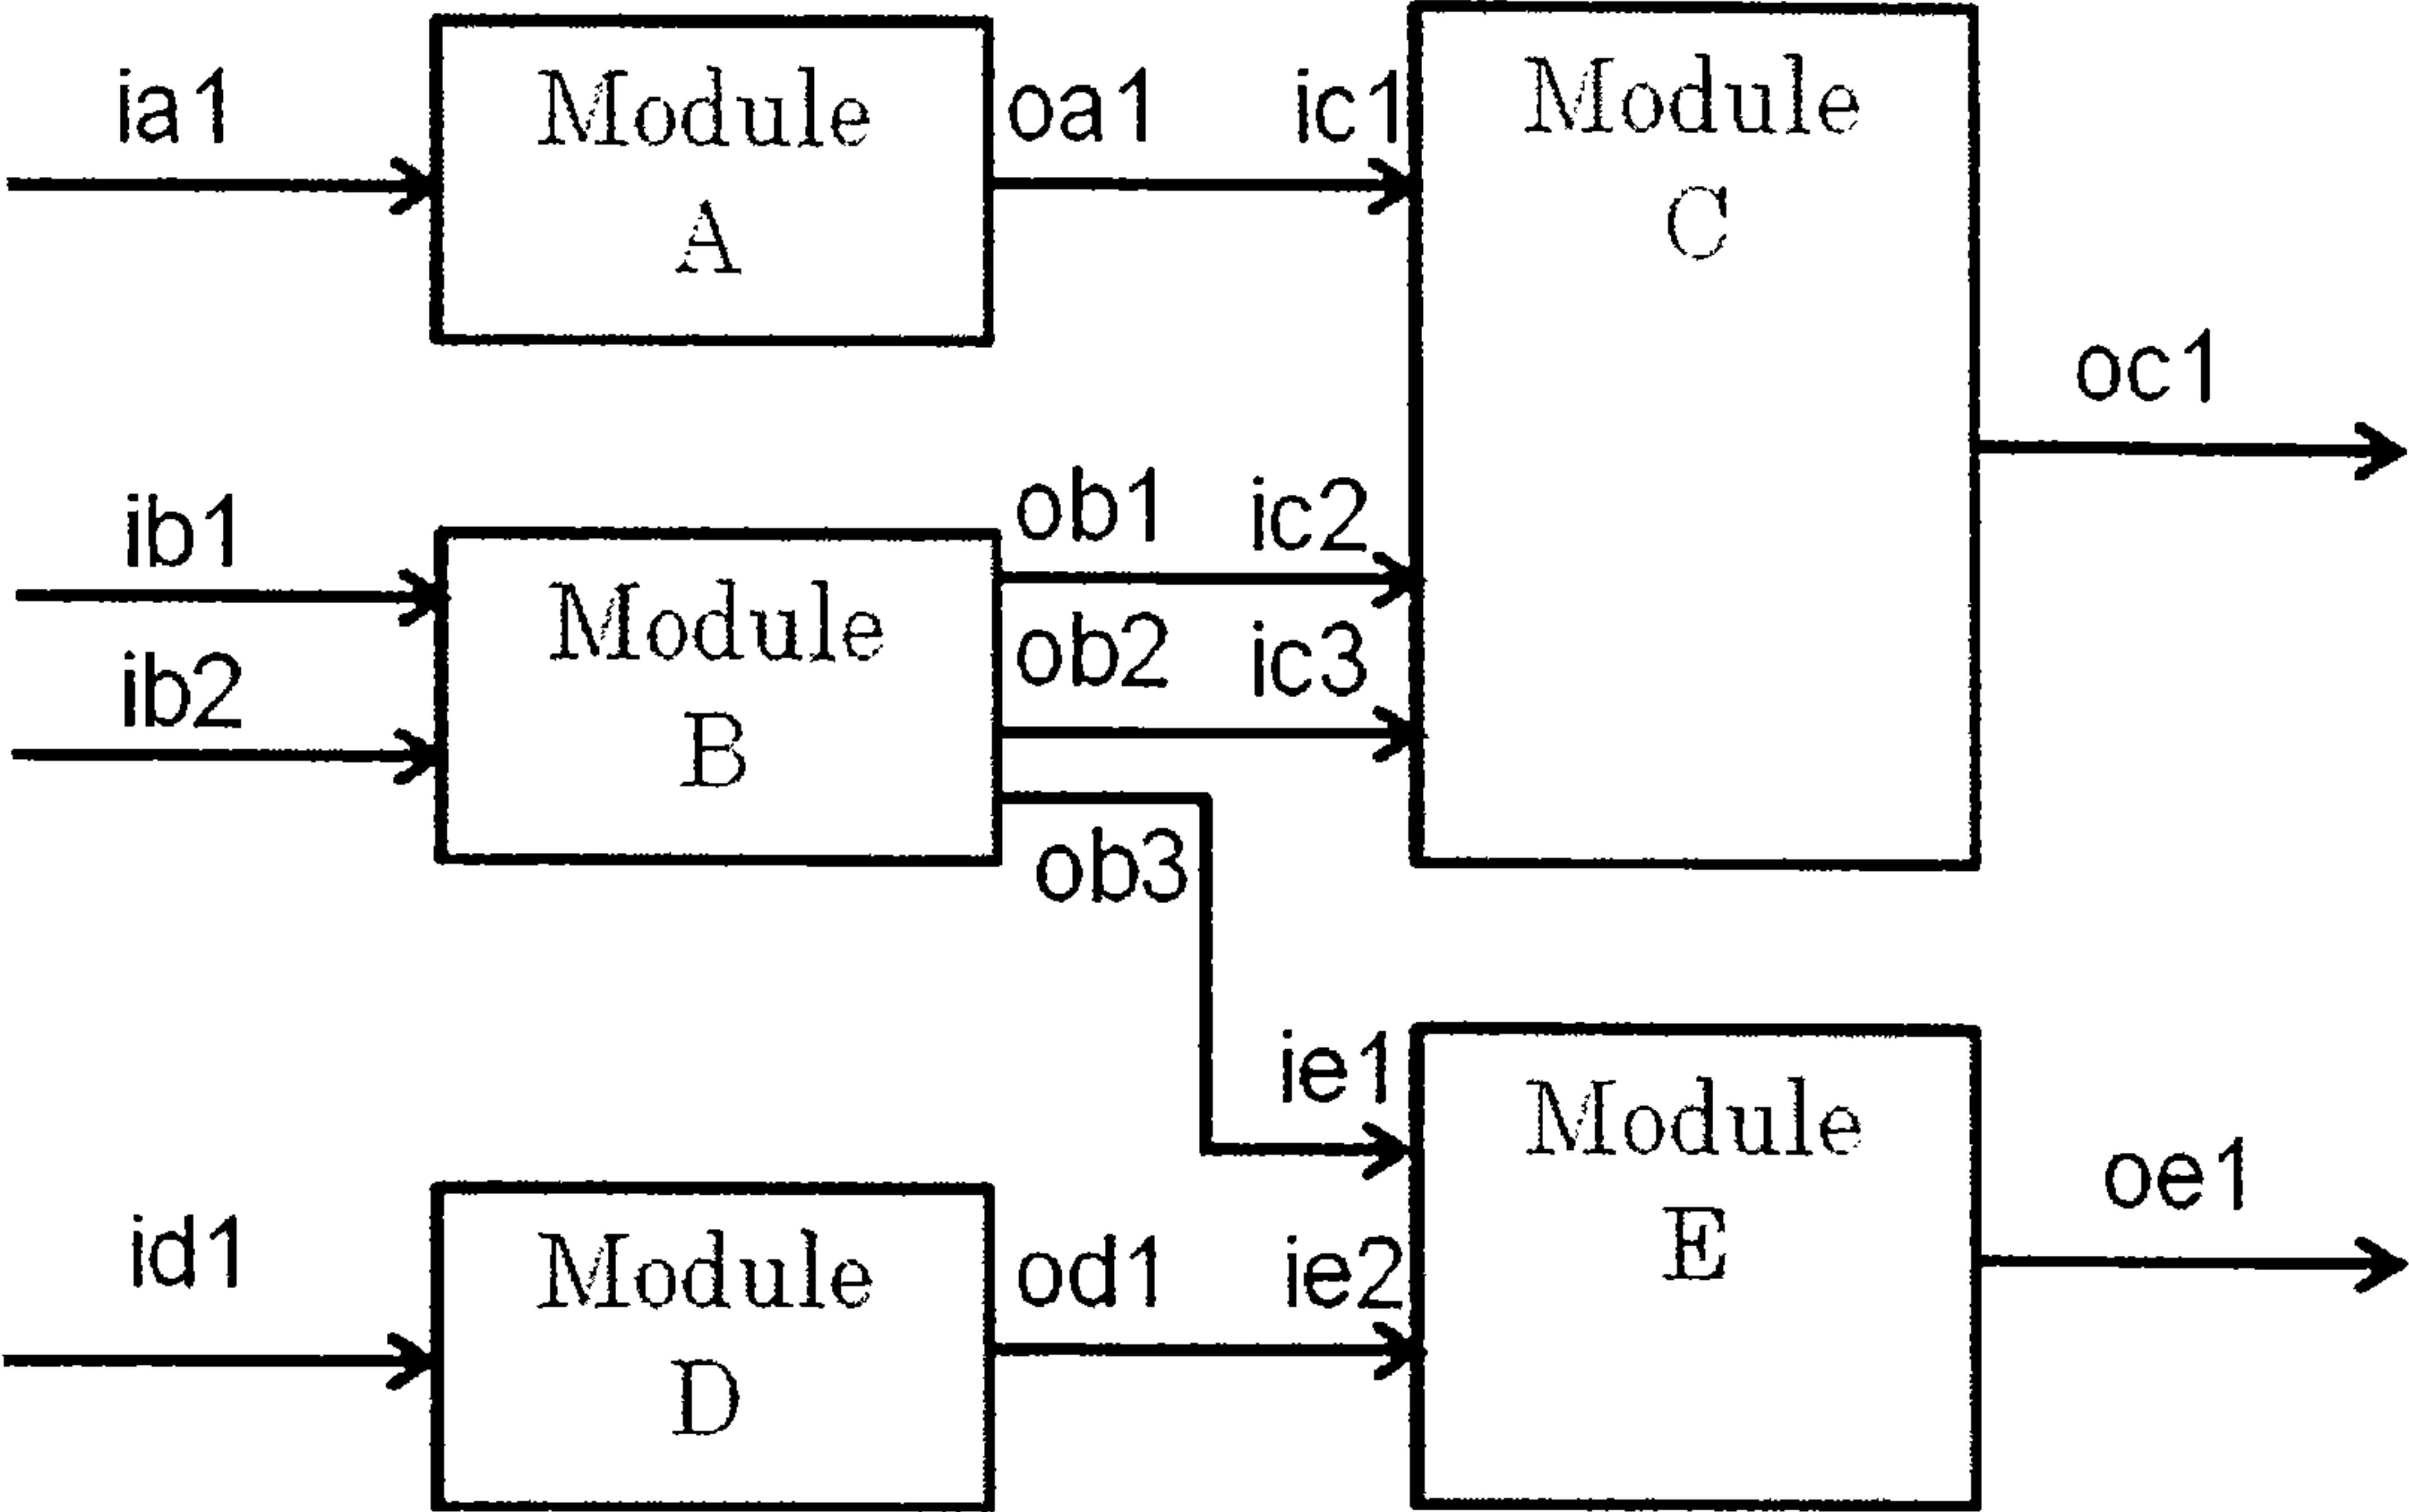 ia1
Module
A
oa1
ic1
Module
C
oc1
ib1
ib2
Module
B
ob1
ic2
ob2
ic3
ob3
ie1
Module
E
oe1
id1
Module
D
od1
ie2